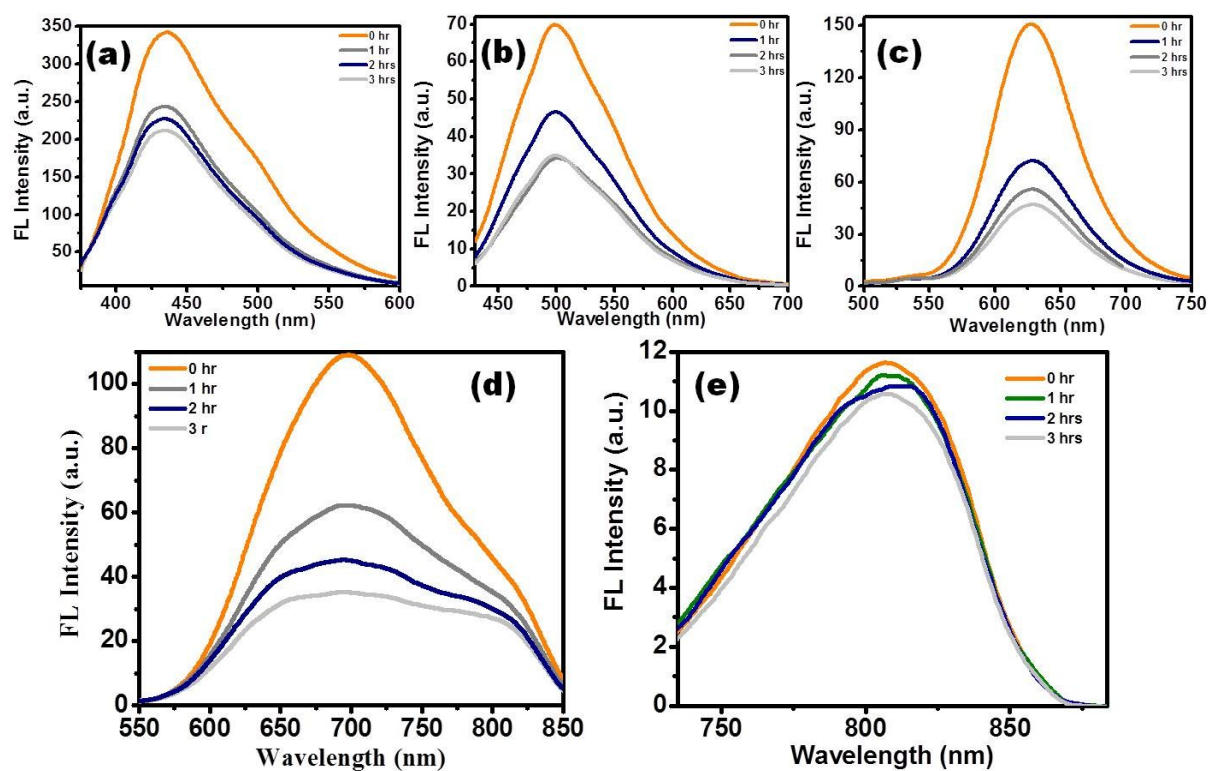 (a)
FL Intensity (a.u.)
350
300
250
200
150
100
50
400 450 500 550 600
Wavelength (nm)
0 hr
1 hr
2 hrs
3 hrs
(b)
FL Intensity (a.u.)
70
60
50
40
30
20
10
0
450 500 550 600 650 700
Wavelength (nm)
0 hr
1 hr
2 hrs
3 hrs
(c)
FL Intensity (a.u.)
150
120
90
60
30
0
500 550 600 650 700 750
Wavelength (nm)
0 hr
1 hr
2 hrs
3 hrs
(d)
FL Intensity (a.u.)
100
80
60
40
20
0
550 600 650 700 750 800 850
Wavelength (nm)
0 hr
1 hr
2 hr
3 r
(e)
FL Intensity (a.u.)
12
10
8
6
4
2
0
750 800 850
Wavelength (nm)
0 hr
1 hr
2 hrs
3 hrs